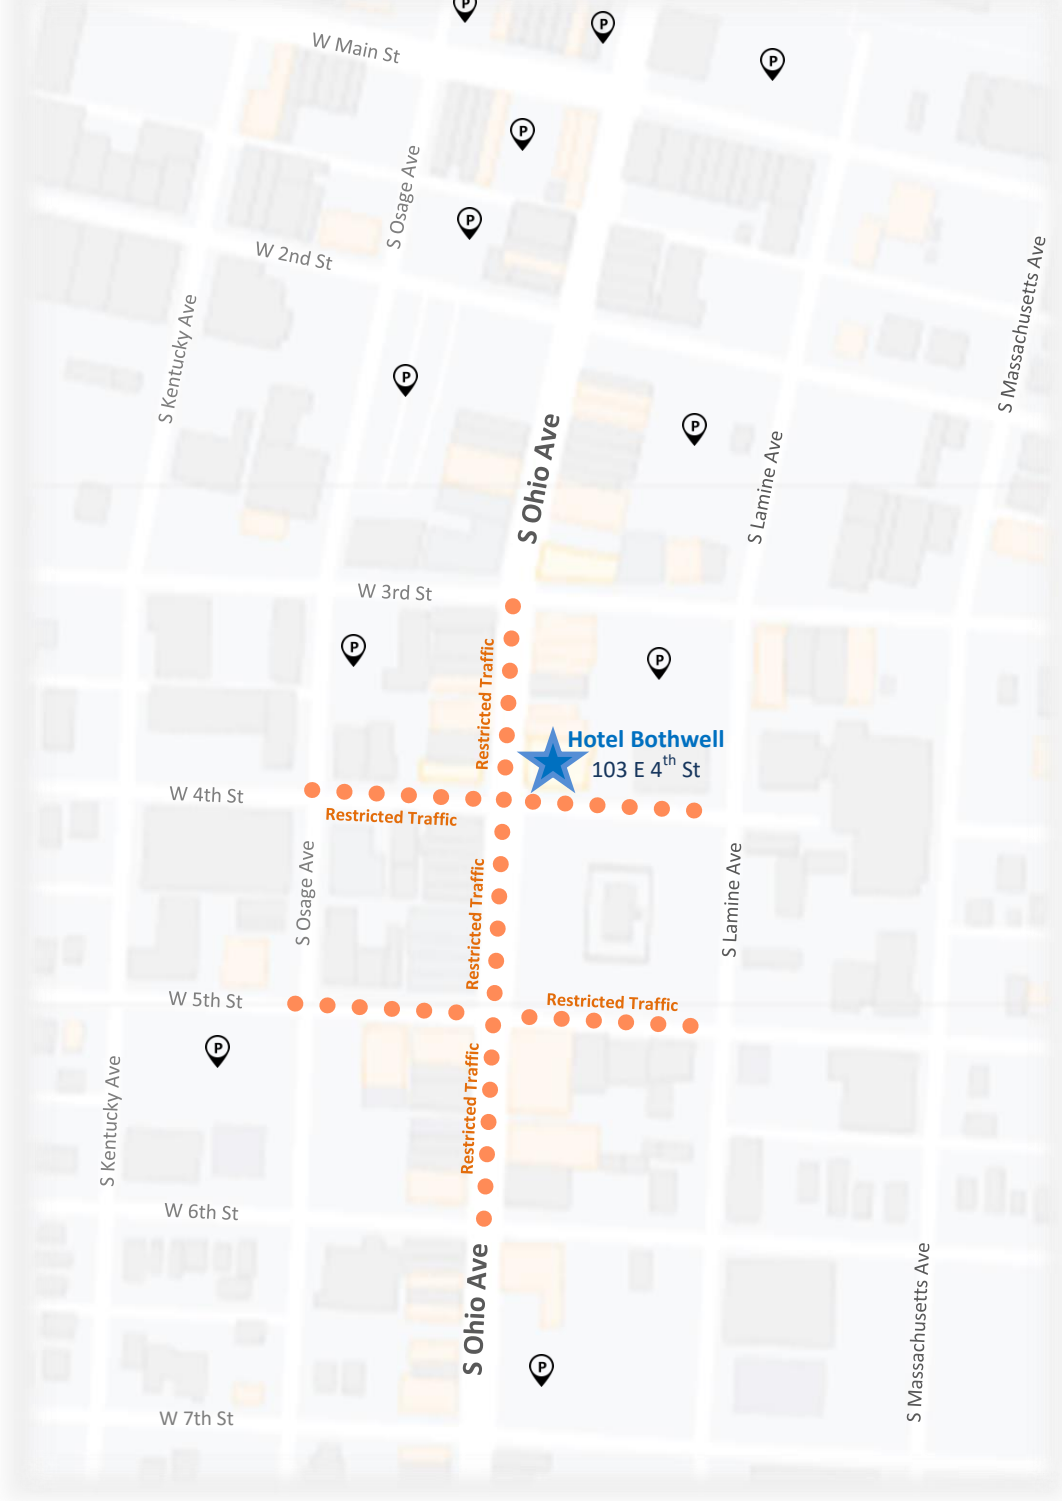 P
P
W Main St
P
P
S Osage Ave
P
W 2nd St
S Massachusetts Ave
S Kentucky Ave
P
P
S Ohio Ave
S Lamine Ave
W 3rd St
P
P
Restricted Traffic
Hotel Bothwell
103 E 4th St
W 4th St
Restricted Traffic
S Osage Ave
Restricted Traffic
S Lamine Ave
W 5th St
Restricted Traffic
P
S Kentucky Ave
Restricted Traffic
W 6th St
S Ohio Ave
S Massachusetts Ave
P
W 7th St